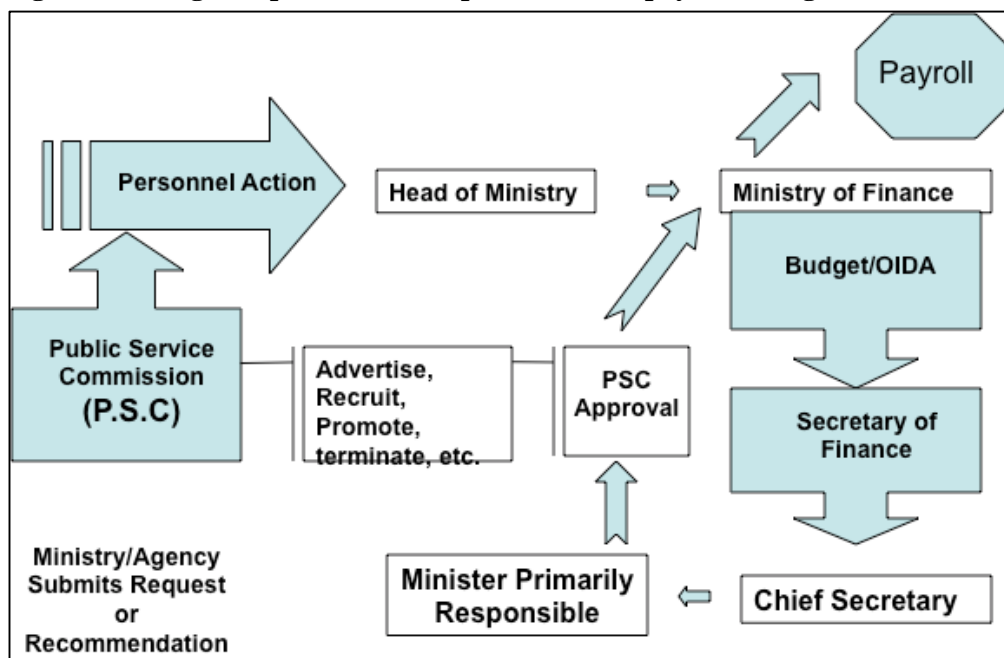 Payroll
Personnel Action
Head of Ministry
Ministry of Finance
Budget/OIDA
Public Service
Commission
(P.S.C)
Advertise,
Recruit,
Promote,
terminate, etc.
PSC
Approval
Secretary of
Finance
Ministry/Agency
Submits Request
or
Recommendation
Minister Primarily
Responsible
Chief Secretary